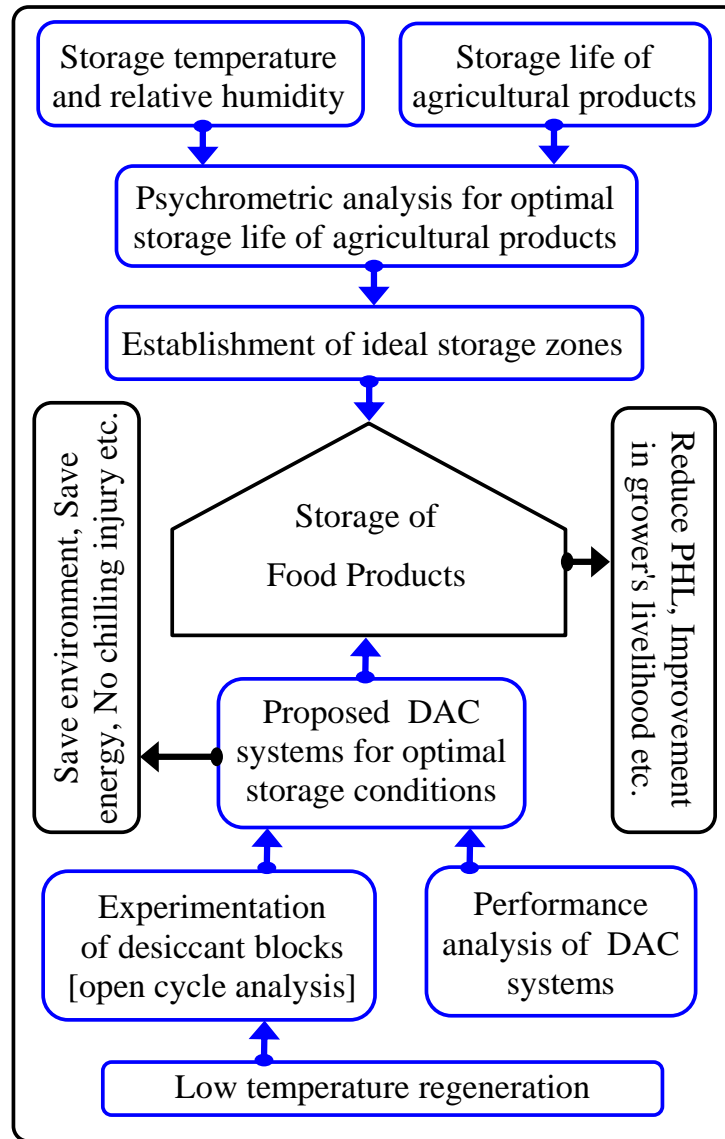 Storage temperature
and relative humidity
Storage life of
agricultural products
Psychrometric analysis for optimal
storage life of agricultural products
Establishment of ideal storage zones
Save environment, Save
energy, No chilling injury etc.
Storage of
Food Products
Reduce PHL, Improvement
in grower's livelihood etc.
Proposed DAC
systems for optimal
storage conditions
Experimentation
of desiccant blocks
[open cycle analysis]
Performance
analysis of DAC
systems
Low temperature regeneration